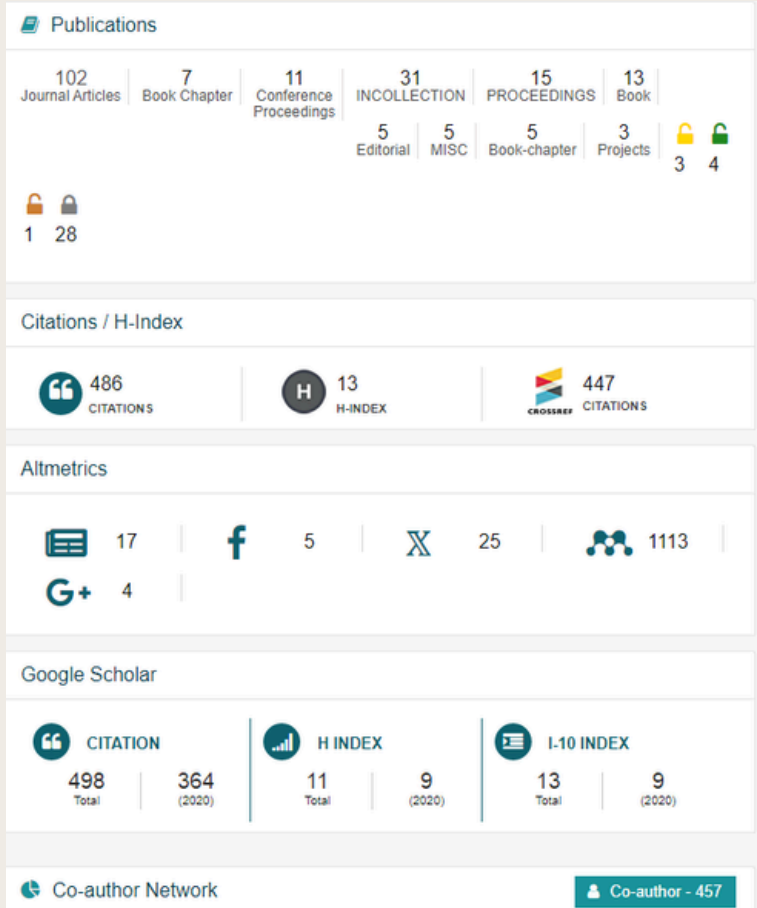 Publications
102 7 11 31 15 13
Journal Articles Book Chapter Conference Proceedings INCOLLECTION PROCEEDINGS Book
5 5 5 3
Editorial MISC Book-chapter Projects
3 4
1 28
Citations / H-Index
486 CITATIONS
H
13 H-INDEX
CROSSREF
447 CITATIONS
Altmetrics
17 f 5 X 25 1113
G+ 4
Google Scholar
CITATION H INDEX I-10 INDEX
498 364 11 9 13 9
Total (2020) Total (2020) Total (2020)
Co-author Network Co-author - 457